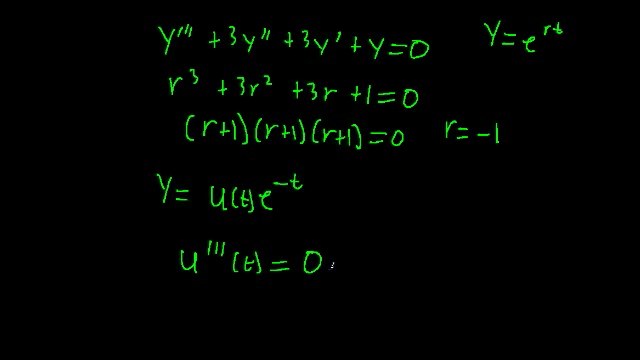 y''' + 3y'' + 3y' + y = 0   y = e^{rt}
r³ + 3r² + 3r + 1 = 0
(r+1)(r+1)(r+1) = 0   r = -1
y = u(t)e^{-t}
u'''(t) = 0